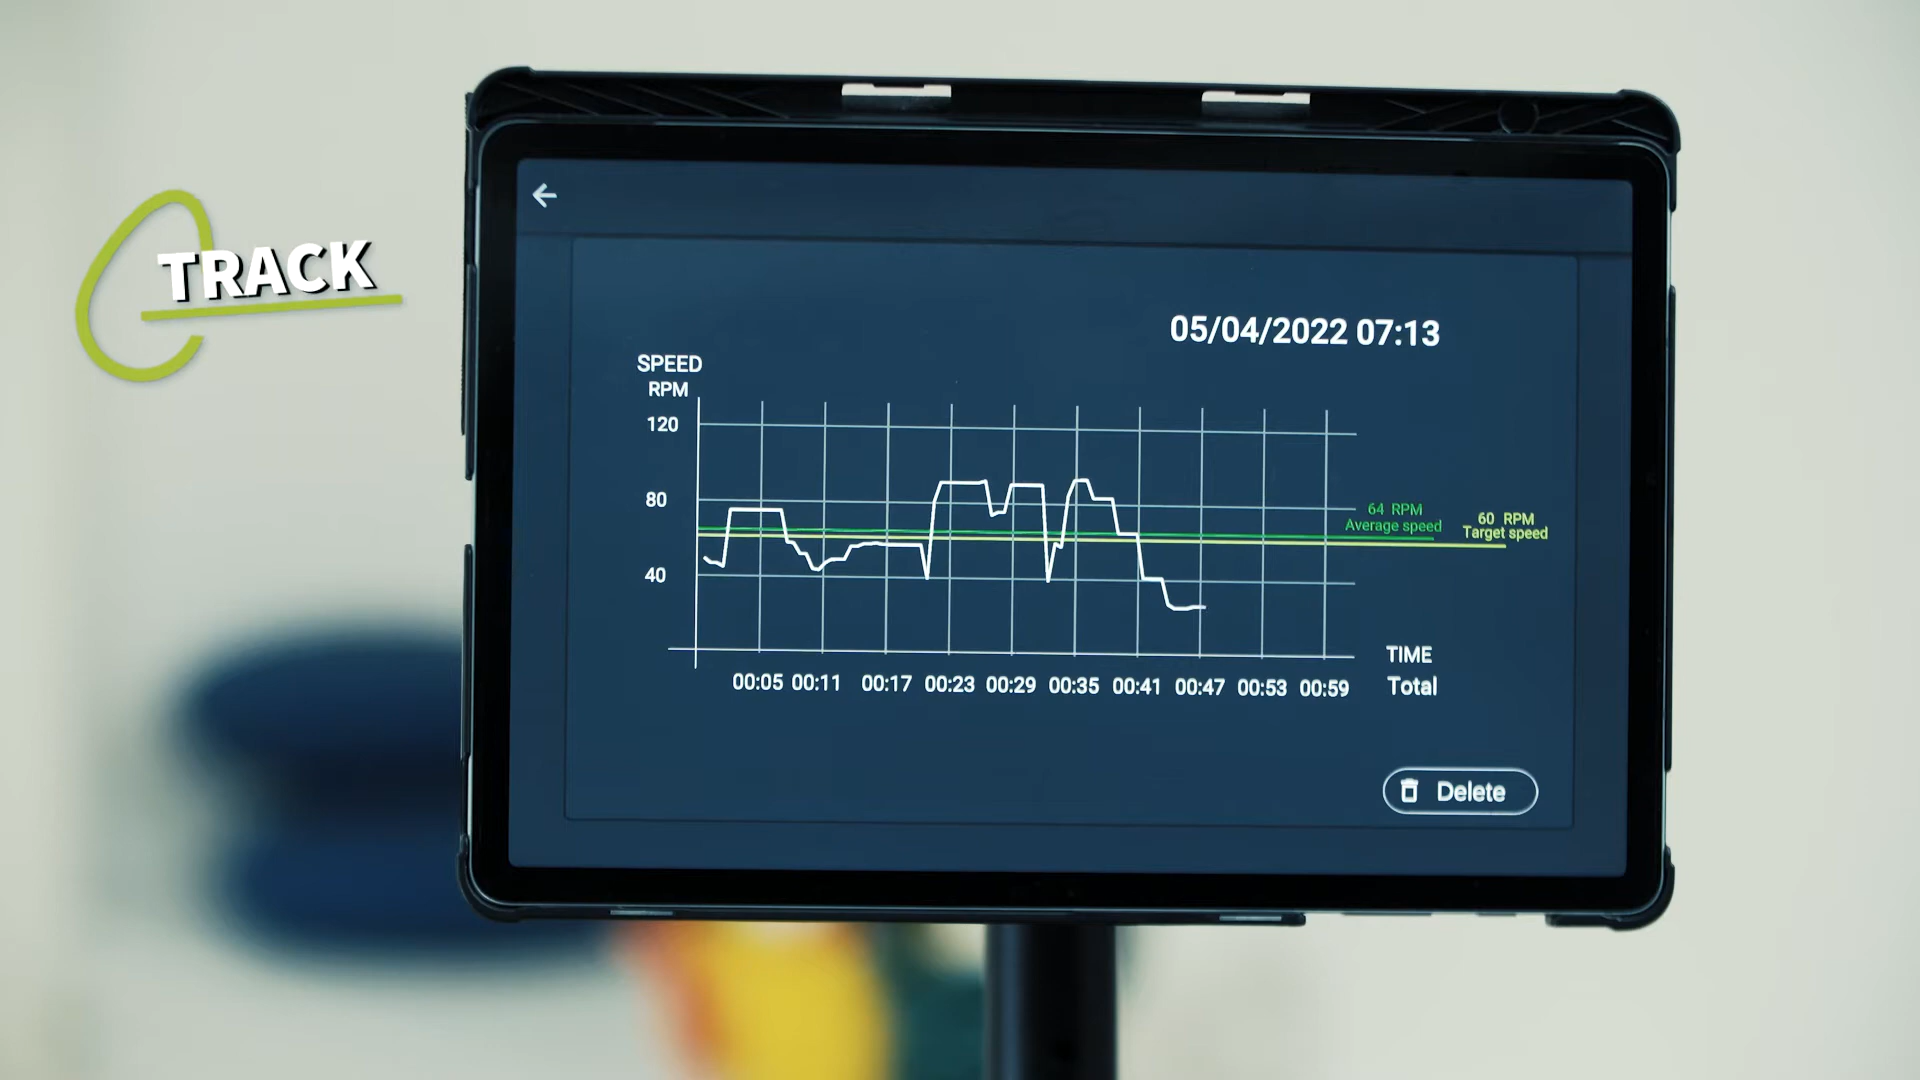 TRACK
05/04/2022 07:13
SPEED
RPM
120
80
40
64 RPM
Average speed
60 RPM
Target speed
00:05 00:11 00:17 00:23 00:29 00:35 00:41 00:47 00:53 00:59
TIME
Total
Delete